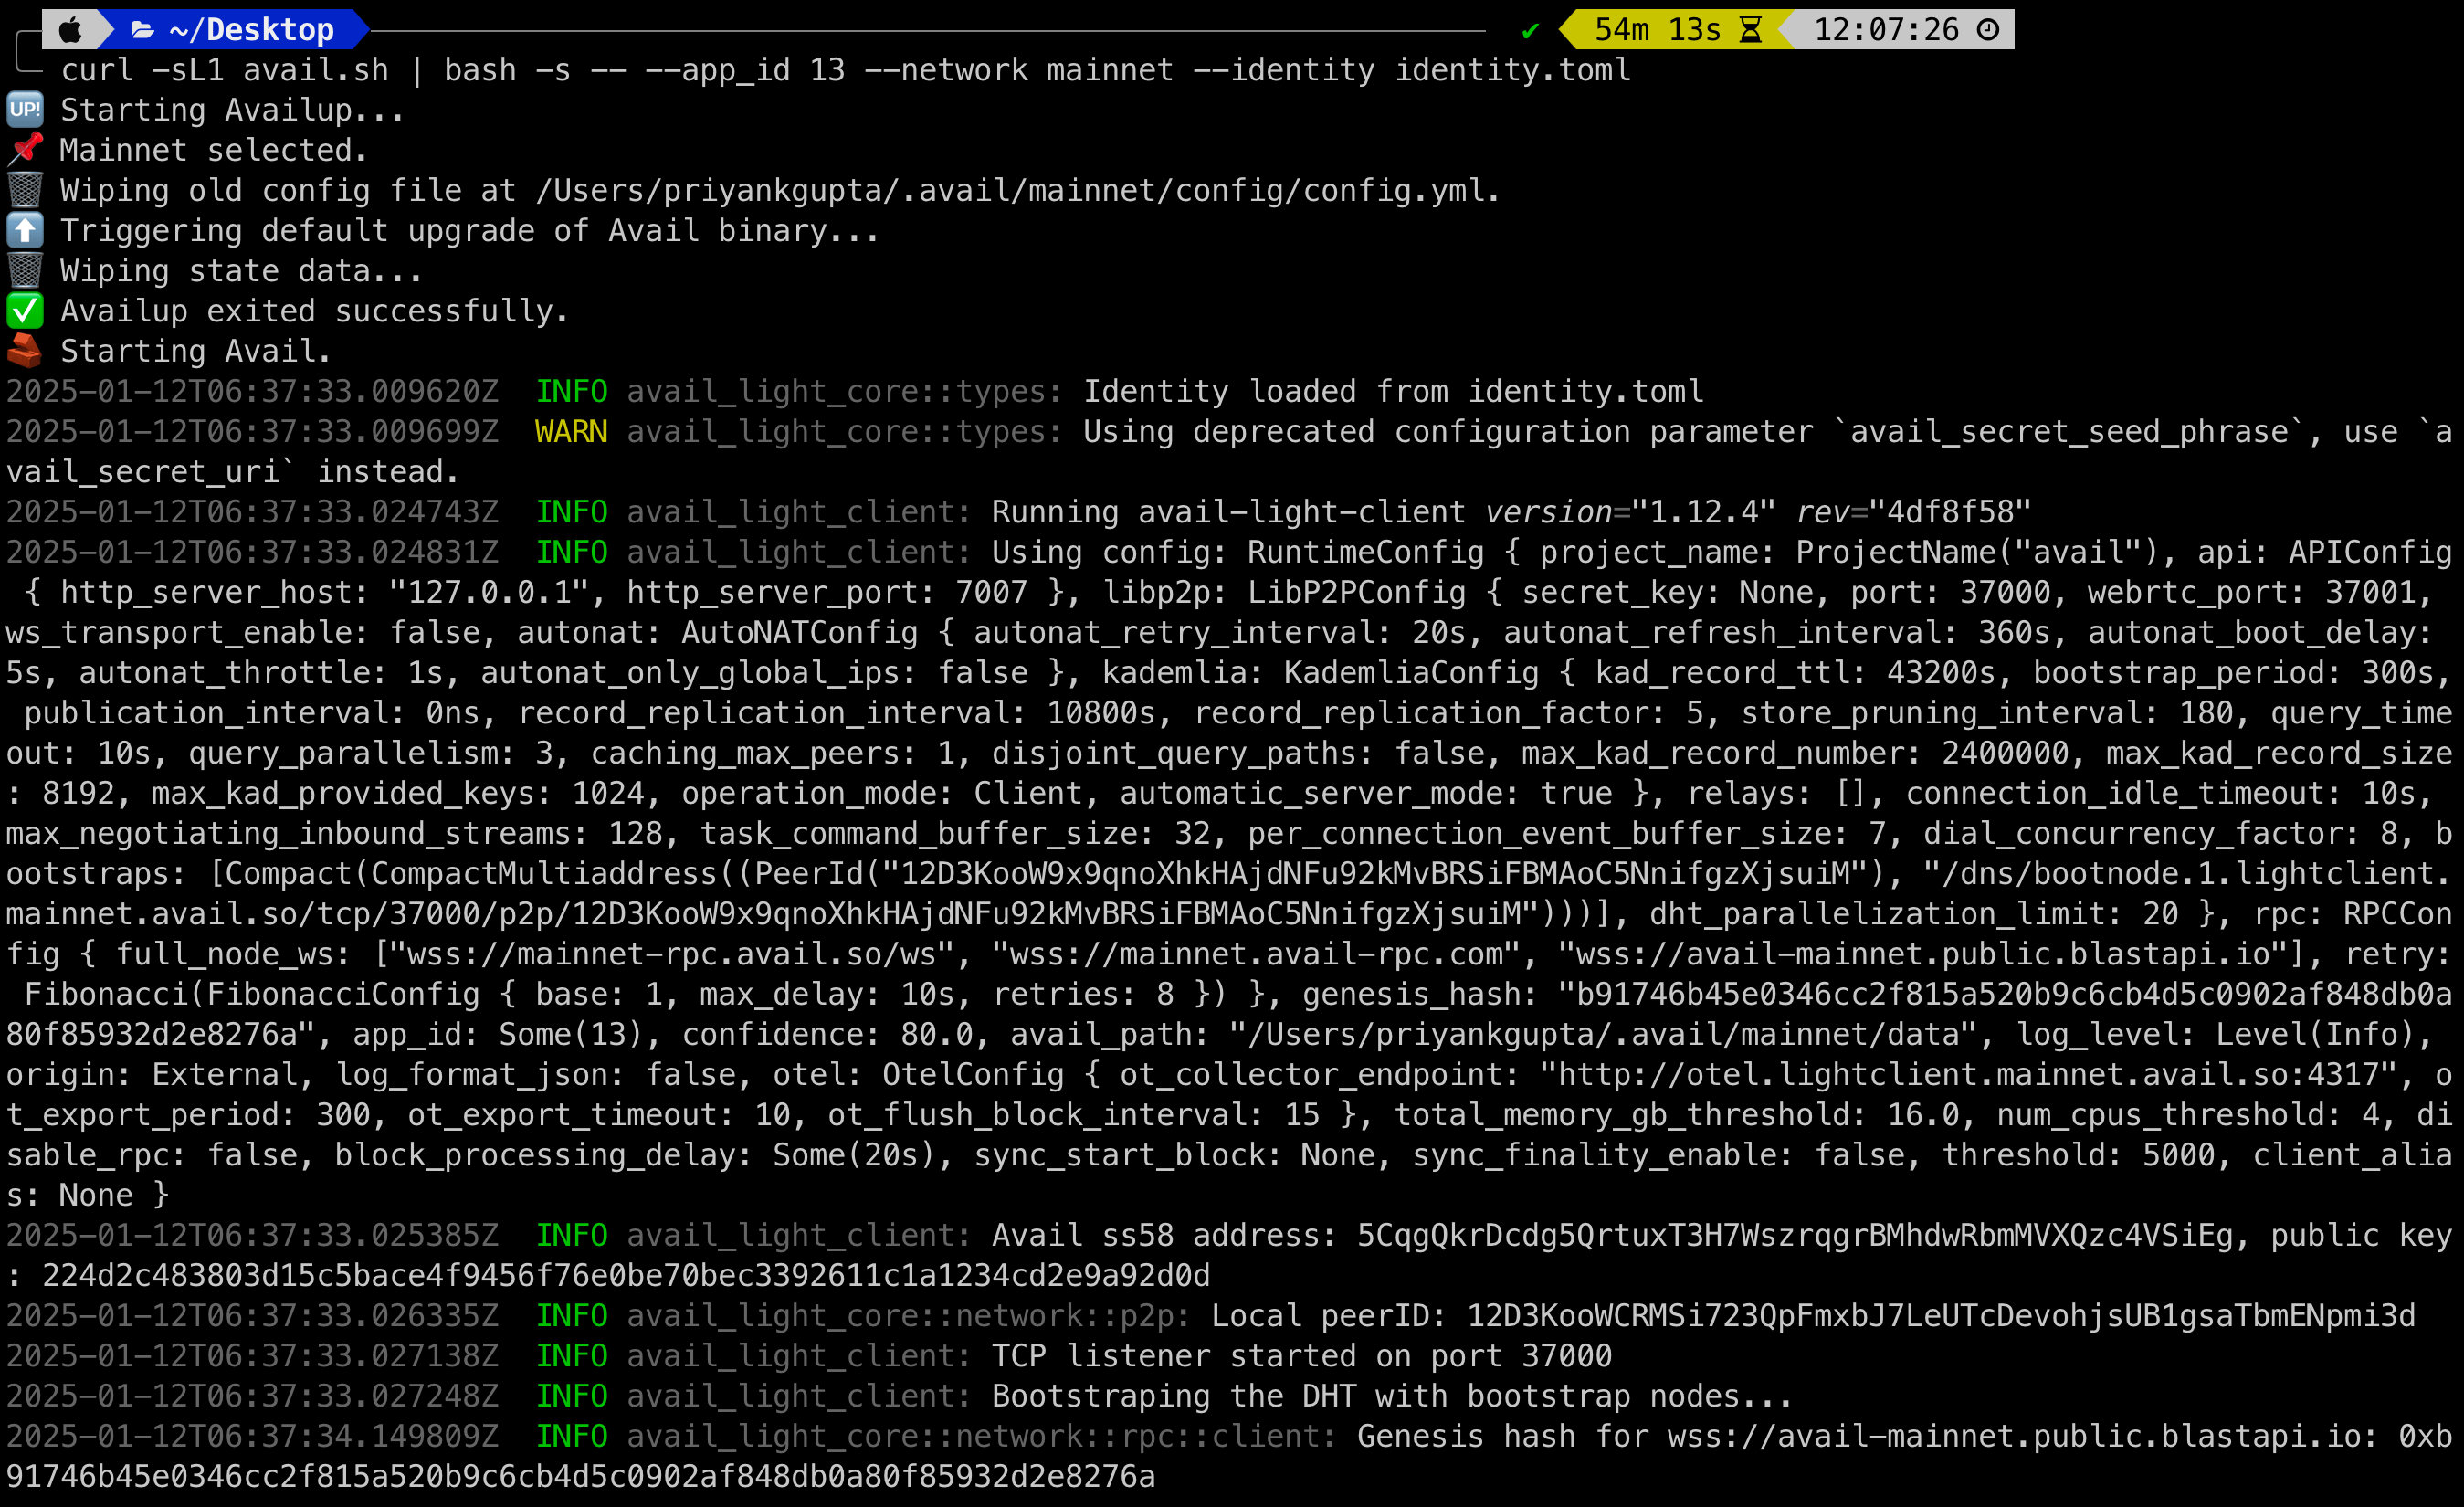 ~/Desktop ✔ 54m 13s 12:07:26
curl -sL1 avail.sh | bash -s -- --app_id 13 --network mainnet --identity identity.toml
UP! Starting Availup...
Mainnet selected.
Wiping old config file at /Users/priyankgupta/.avail/mainnet/config/config.yml.
Triggering default upgrade of Avail binary...
Wiping state data...
Availup exited successfully.
Starting Avail.
2025-01-12T06:37:33.009620Z  INFO avail_light_core::types: Identity loaded from identity.toml
2025-01-12T06:37:33.009699Z  WARN avail_light_core::types: Using deprecated configuration parameter `avail_secret_seed_phrase`, use `a
vail_secret_uri` instead.
2025-01-12T06:37:33.024743Z  INFO avail_light_client: Running avail-light-client version="1.12.4" rev="4df8f58"
2025-01-12T06:37:33.024831Z  INFO avail_light_client: Using config: RuntimeConfig { project_name: ProjectName("avail"), api: APIConfig
 { http_server_host: "127.0.0.1", http_server_port: 7007 }, libp2p: LibP2PConfig { secret_key: None, port: 37000, webrtc_port: 37001,
ws_transport_enable: false, autonat: AutoNATConfig { autonat_retry_interval: 20s, autonat_refresh_interval: 360s, autonat_boot_delay:
5s, autonat_throttle: 1s, autonat_only_global_ips: false }, kademlia: KademliaConfig { kad_record_ttl: 43200s, bootstrap_period: 300s,
 publication_interval: 0ns, record_replication_interval: 10800s, record_replication_factor: 5, store_pruning_interval: 180, query_time
out: 10s, query_parallelism: 3, caching_max_peers: 1, disjoint_query_paths: false, max_kad_record_number: 2400000, max_kad_record_size
: 8192, max_kad_provided_keys: 1024, operation_mode: Client, automatic_server_mode: true }, relays: [], connection_idle_timeout: 10s,
max_negotiating_inbound_streams: 128, task_command_buffer_size: 32, per_connection_event_buffer_size: 7, dial_concurrency_factor: 8, b
ootstraps: [Compact(CompactMultiaddress((PeerId("12D3KooW9x9qnoXhkHAjdNFu92kMvBRSiFBMAoC5NnifgzXjsuiM"), "/dns/bootnode.1.lightclient.
mainnet.avail.so/tcp/37000/p2p/12D3KooW9x9qnoXhkHAjdNFu92kMvBRSiFBMAoC5NnifgzXjsuiM")))], dht_parallelization_limit: 20 }, rpc: RPCCon
fig { full_node_ws: ["wss://mainnet-rpc.avail.so/ws", "wss://mainnet.avail-rpc.com", "wss://avail-mainnet.public.blastapi.io"], retry:
 Fibonacci(FibonacciConfig { base: 1, max_delay: 10s, retries: 8 }) }, genesis_hash: "b91746b45e0346cc2f815a520b9c6cb4d5c0902af848db0a
80f85932d2e8276a", app_id: Some(13), confidence: 80.0, avail_path: "/Users/priyankgupta/.avail/mainnet/data", log_level: Level(Info),
origin: External, log_format_json: false, otel: OtelConfig { ot_collector_endpoint: "http://otel.lightclient.mainnet.avail.so:4317", o
t_export_period: 300, ot_export_timeout: 10, ot_flush_block_interval: 15 }, total_memory_gb_threshold: 16.0, num_cpus_threshold: 4, di
sable_rpc: false, block_processing_delay: Some(20s), sync_start_block: None, sync_finality_enable: false, threshold: 5000, client_alia
s: None }
2025-01-12T06:37:33.025385Z  INFO avail_light_client: Avail ss58 address: 5CqgQkrDcdg5QrtuxT3H7WszrqgrBMhdwRbmMVXQzc4VSiEg, public key
: 224d2c483803d15c5bace4f9456f76e0be70bec3392611c1a1234cd2e9a92d0d
2025-01-12T06:37:33.026335Z  INFO avail_light_core::network::p2p: Local peerID: 12D3KooWCRMSi723QpFmxbJ7LeUTcDevohjsUB1gsaTbmENpmi3d
2025-01-12T06:37:33.027138Z  INFO avail_light_client: TCP listener started on port 37000
2025-01-12T06:37:33.027248Z  INFO avail_light_client: Bootstraping the DHT with bootstrap nodes...
2025-01-12T06:37:34.149809Z  INFO avail_light_core::network::rpc::client: Genesis hash for wss://avail-mainnet.public.blastapi.io: 0xb
91746b45e0346cc2f815a520b9c6cb4d5c0902af848db0a80f85932d2e8276a